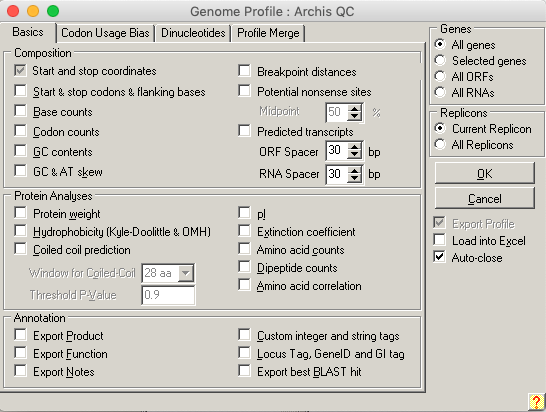 Genome Profile : Archis QC
Basics Codon Usage Bias Dinucleotides Profile Merge
Composition
Start and stop coordinates
Start & stop codons & flanking bases
Base counts
Codon counts
GC contents
GC & AT skew
Breakpoint distances
Potential nonsense sites
Midpoint 50 %
Predicted transcripts
ORF Spacer 30 bp
RNA Spacer 30 bp
Protein Analyses
Protein weight
Hydrophobicity (Kyle-Doolittle & OMH)
Coiled coil prediction
Window for Coiled-Coil 28 aa
Threshold P-Value 0.9
pI
Extinction coefficient
Amino acid counts
Dipeptide counts
Amino acid correlation
Annotation
Export Product
Export Function
Export Notes
Custom integer and string tags
Locus Tag, GeneID and GI tag
Export best BLAST hit
Genes
All genes
Selected genes
All ORFs
All RNAs
Replicons
Current Replicon
All Replicons
OK
Cancel
Export Profile
Load into Excel
Auto-close
?